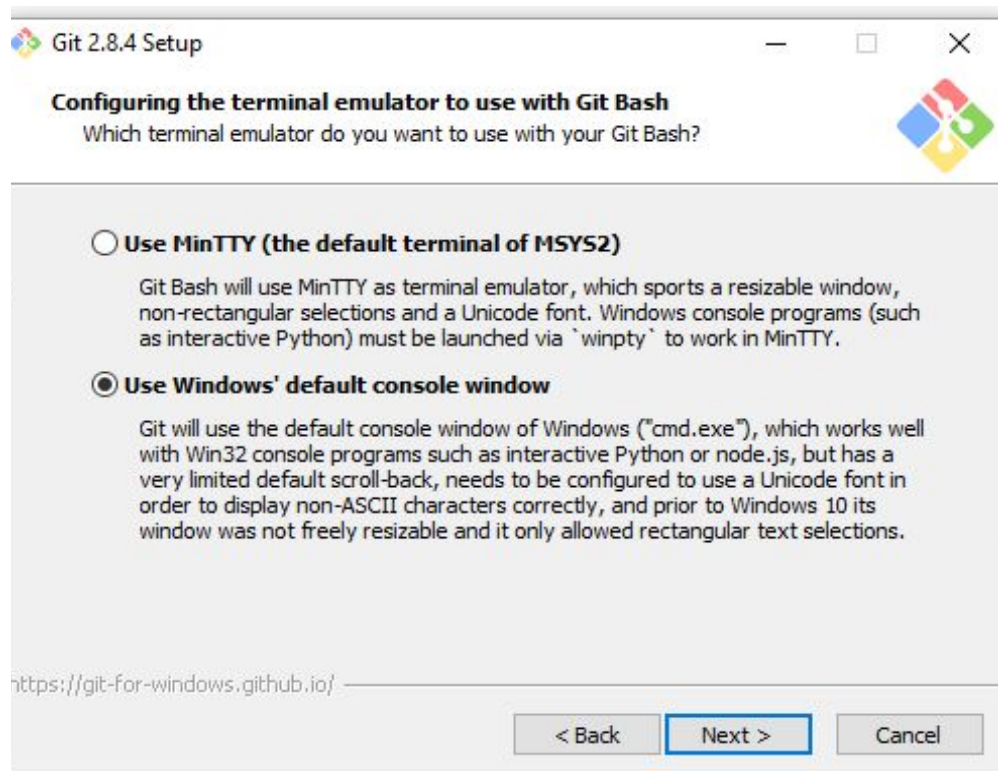 Git 2.8.4 Setup
Configuring the terminal emulator to use with Git Bash
Which terminal emulator do you want to use with your Git Bash?
Use MinTTY (the default terminal of MSYS2)
Git Bash will use MinTTY as terminal emulator, which sports a resizable window,
non-rectangular selections and a Unicode font. Windows console programs (such
as interactive Python) must be launched via `winpty` to work in MinTTY.
Use Windows' default console window
Git will use the default console window of Windows ("cmd.exe"), which works well
with Win32 console programs such as interactive Python or node.js, but has a
very limited default scroll-back, needs to be configured to use a Unicode font in
order to display non-ASCII characters correctly, and prior to Windows 10 its
window was not freely resizable and it only allowed rectangular text selections.
https://git-for-windows.github.io/
< Back Next > Cancel